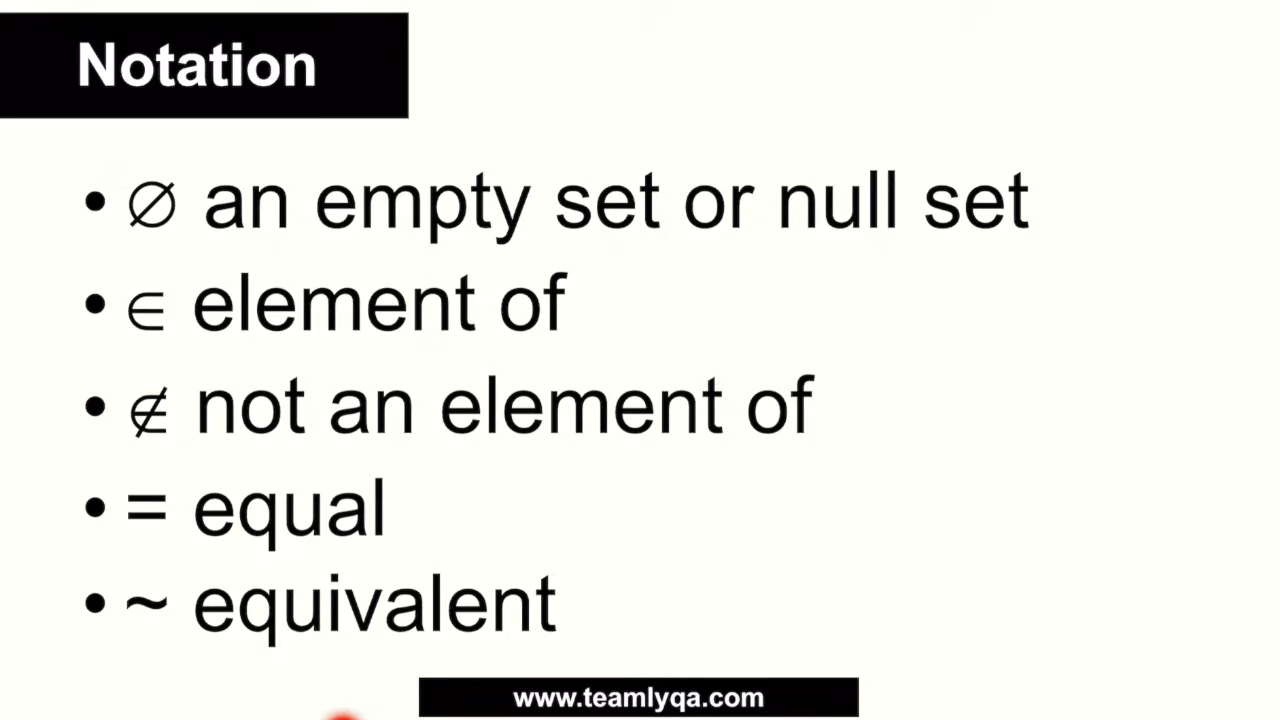 Notation
• ∅ an empty set or null set
• ∈ element of
• ∉ not an element of
• = equal
• ~ equivalent
www.teamlyqa.com